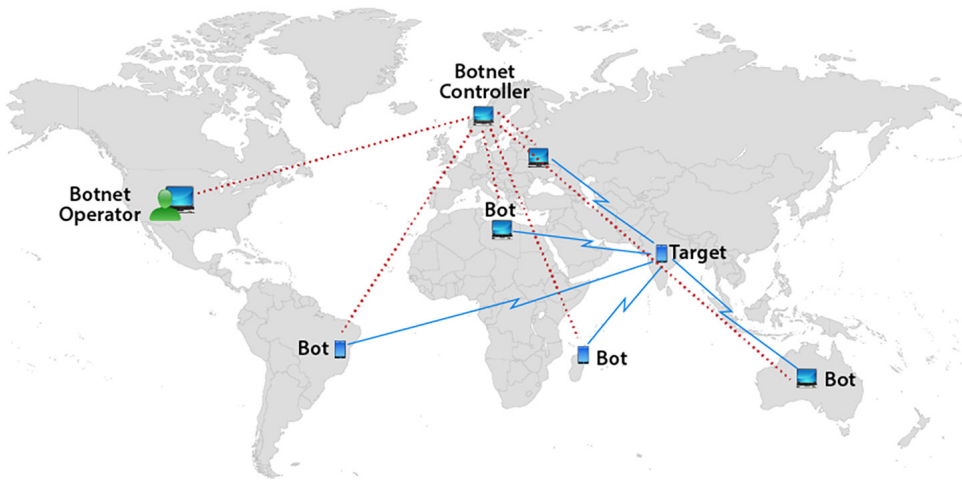 Botnet
Controller
Botnet
Operator
Bot
Target
Bot
Bot
Bot